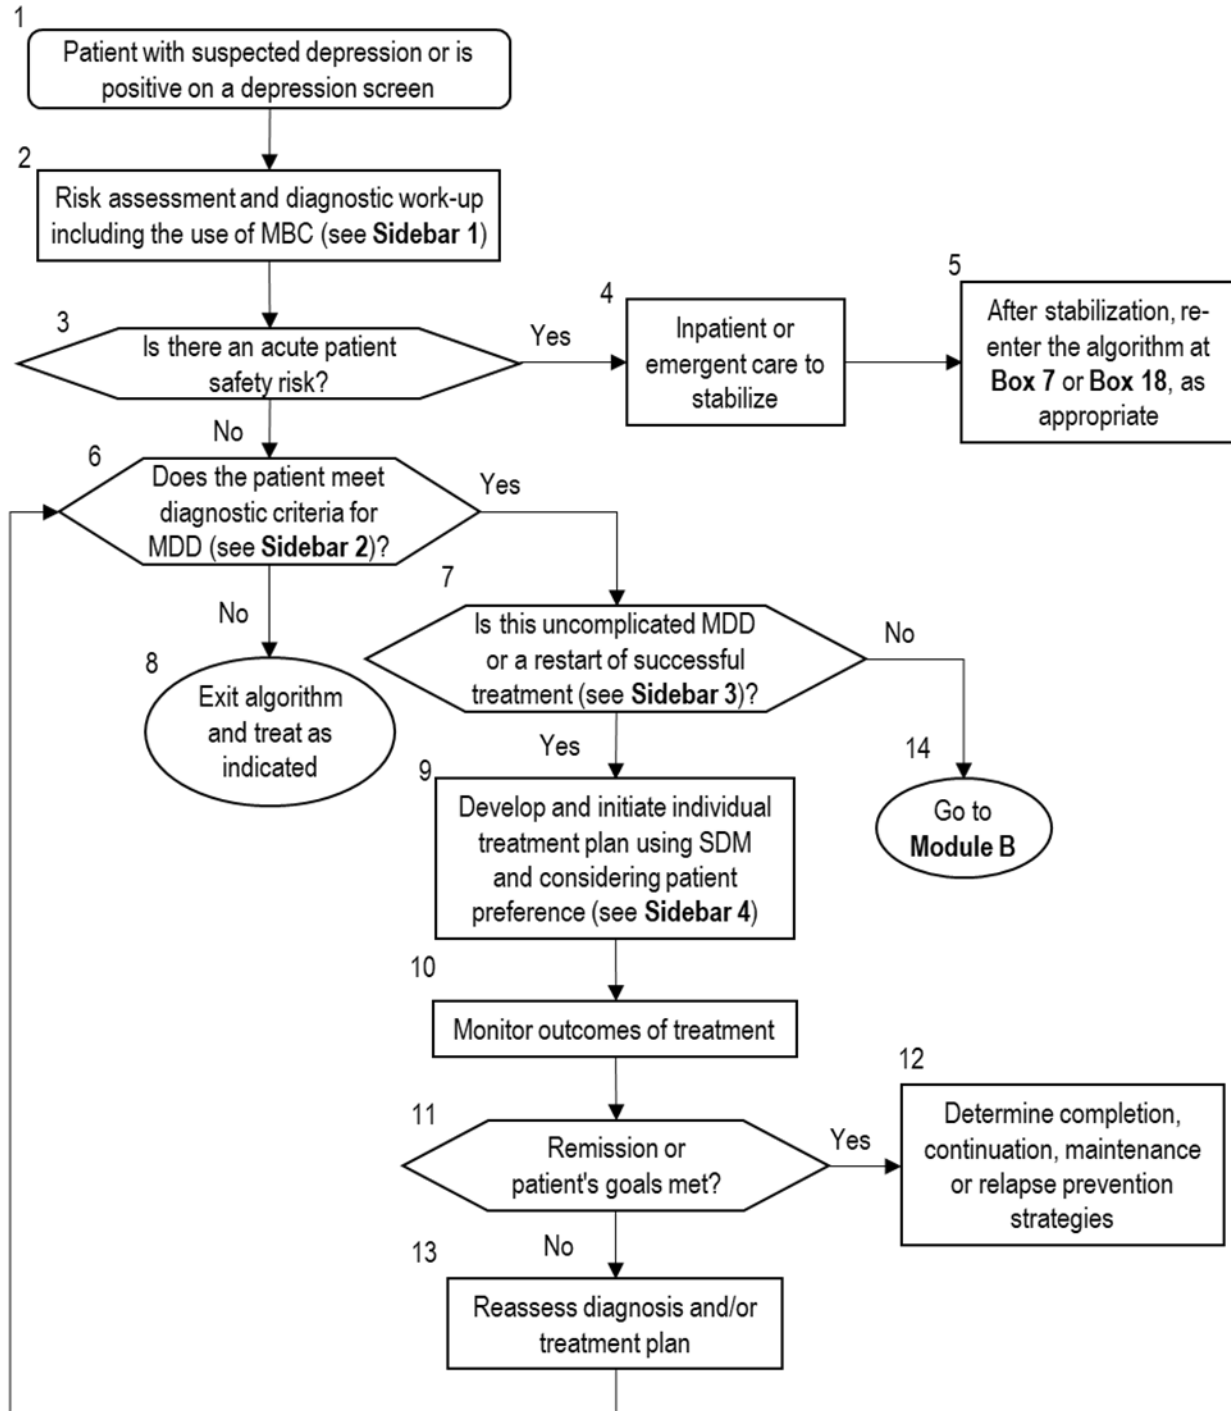 1
Patient with suspected depression or is
positive on a depression screen
2
Risk assessment and diagnostic work-up
including the use of MBC (see Sidebar 1)
3
Is there an acute patient
safety risk?
Yes
4
Inpatient or
emergent care to
stabilize
5
After stabilization, re-
enter the algorithm at
Box 7 or Box 18, as
appropriate
No
6
Does the patient meet
diagnostic criteria for
MDD (see Sidebar 2)?
Yes
No
7
Is this uncomplicated MDD
or a restart of successful
treatment (see Sidebar 3)?
No
8
Exit algorithm
and treat as
indicated
Yes
9
Develop and initiate individual
treatment plan using SDM
and considering patient
preference (see Sidebar 4)
14
Go to
Module B
10
Monitor outcomes of treatment
11
Remission or
patient's goals met?
Yes
12
Determine completion,
continuation, maintenance
or relapse prevention
strategies
No
13
Reassess diagnosis and/or
treatment plan